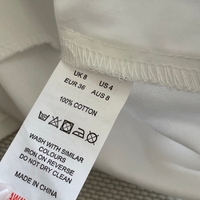 UK 8 US 4
EUR 36 AUS 8
100% COTTON
WASH WITH SIMILAR
COLOURS
IRON ON REVERSE
DO NOT DRY CLEAN
MADE IN CHINA